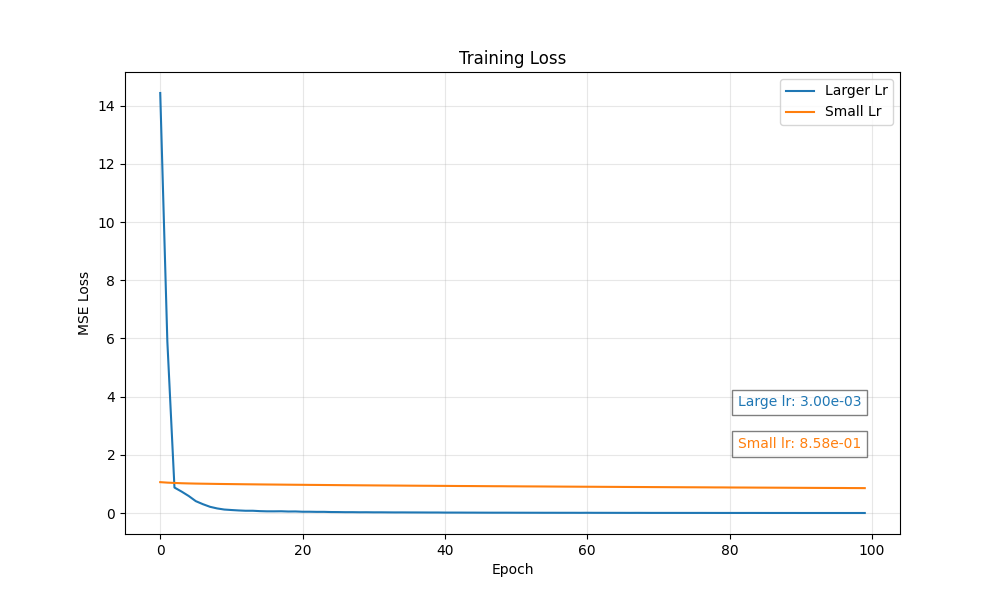 Training Loss
Larger Lr
Small Lr
MSE Loss
14
12
10
8
6
4
2
0
Large lr: 3.00e-03
Small lr: 8.58e-01
0 20 40 60 80 100
Epoch